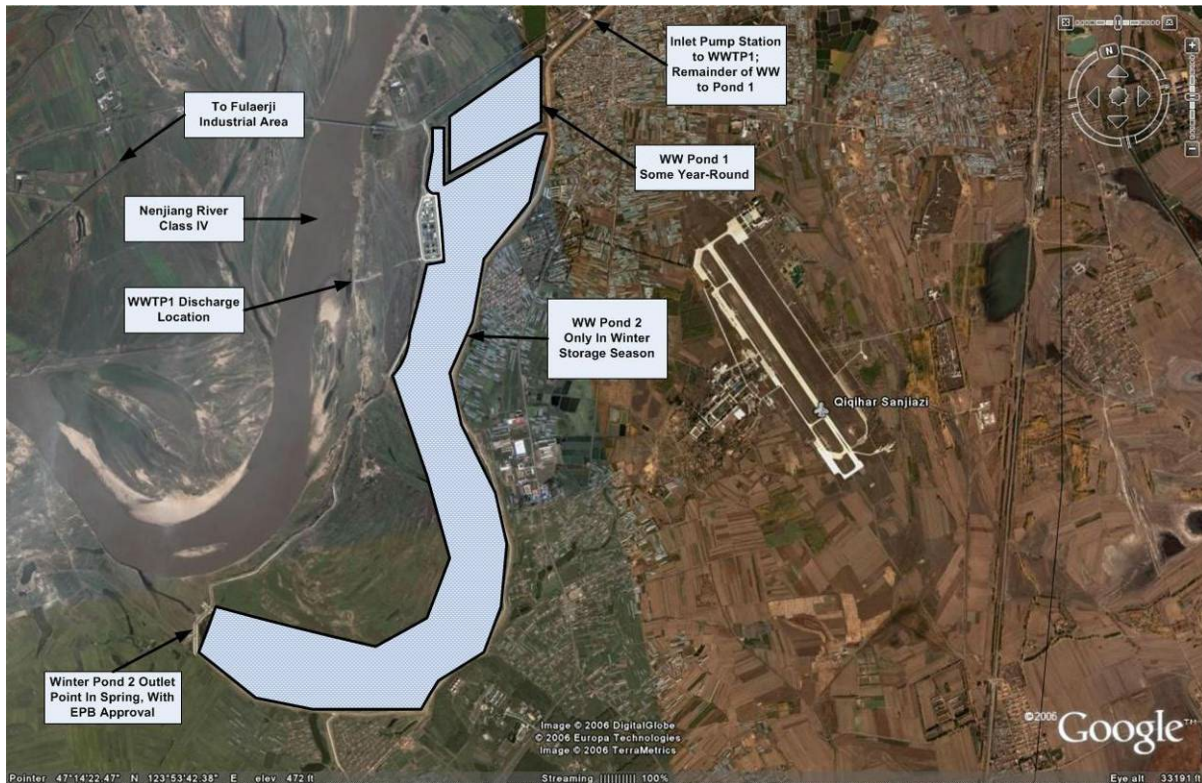 Inlet Pump Station
to WWTP1;
Remainder of WW
to Pond 1
N
To Fulaerji
Industrial Area
WW Pond 1
Some Year-Round
Nenjiang River
Class IV
WWTP1 Discharge
Location
WW Pond 2
Only In Winter
Storage Season
Qiqihar Sanjiazi
Winter Pond 2 Outlet
Point In Spring, With
EPB Approval
Image © 2006 DigitalGlobe
© 2006 Europa Technologies
Image © 2006 TerraMetrics
©2006 Google™
Pointer 47°14'22.47" N 123°53'42.38" E elev 472 ft
Streaming |||||||||| 100%
Eye alt 33191 ft